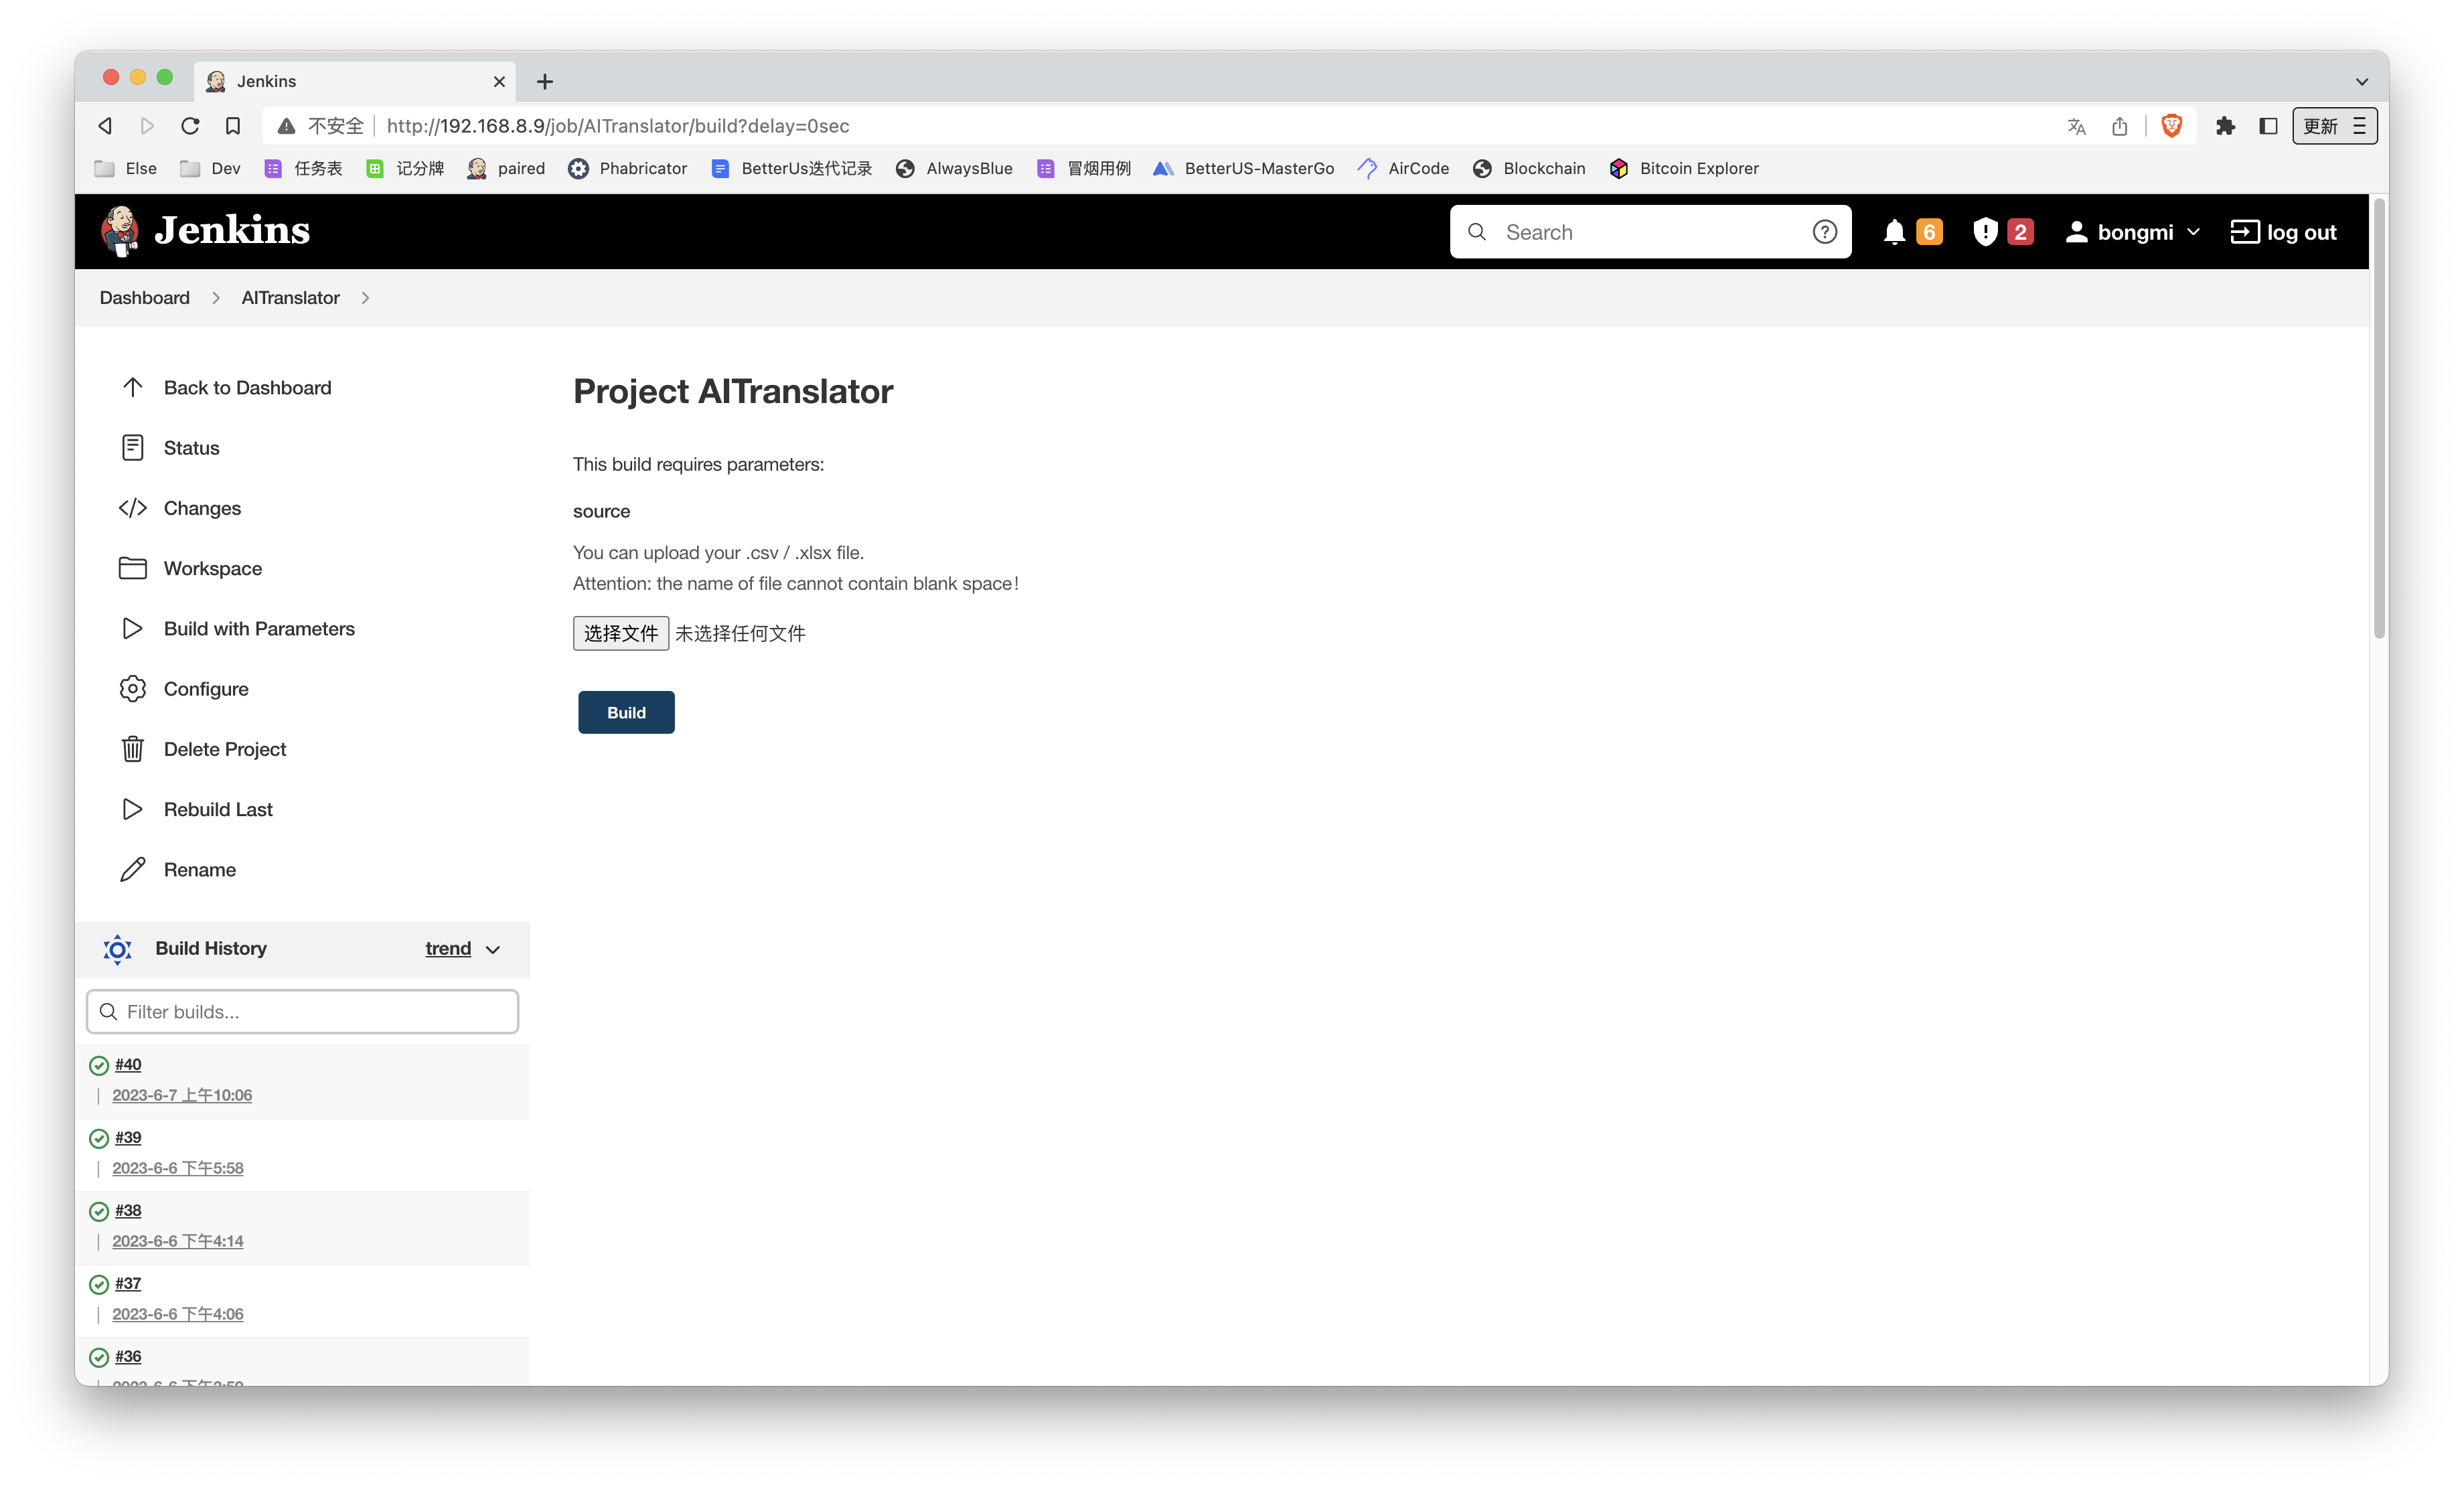 Jenkins
不安全 http://192.168.8.9/job/AITranslator/build?delay=0sec 更新
Else Dev 任务表 记分牌 paired Phabricator BetterUs迭代记录 AlwaysBlue 冒烟用例 BetterUS-MasterGo AirCode Blockchain Bitcoin Explorer
Jenkins Search 6 2 bongmi log out
Dashboard AITranslator
Back to Dashboard
Status
Changes
Workspace
Build with Parameters
Configure
Delete Project
Rebuild Last
Rename
Project AITranslator
This build requires parameters:
source
You can upload your .csv / .xlsx file.
Attention: the name of file cannot contain blank space!
选择文件 未选择任何文件
Build
Build History trend
Filter builds...
#40
2023-6-7 上午10:06
#39
2023-6-6 下午5:58
#38
2023-6-6 下午4:14
#37
2023-6-6 下午4:06
#36